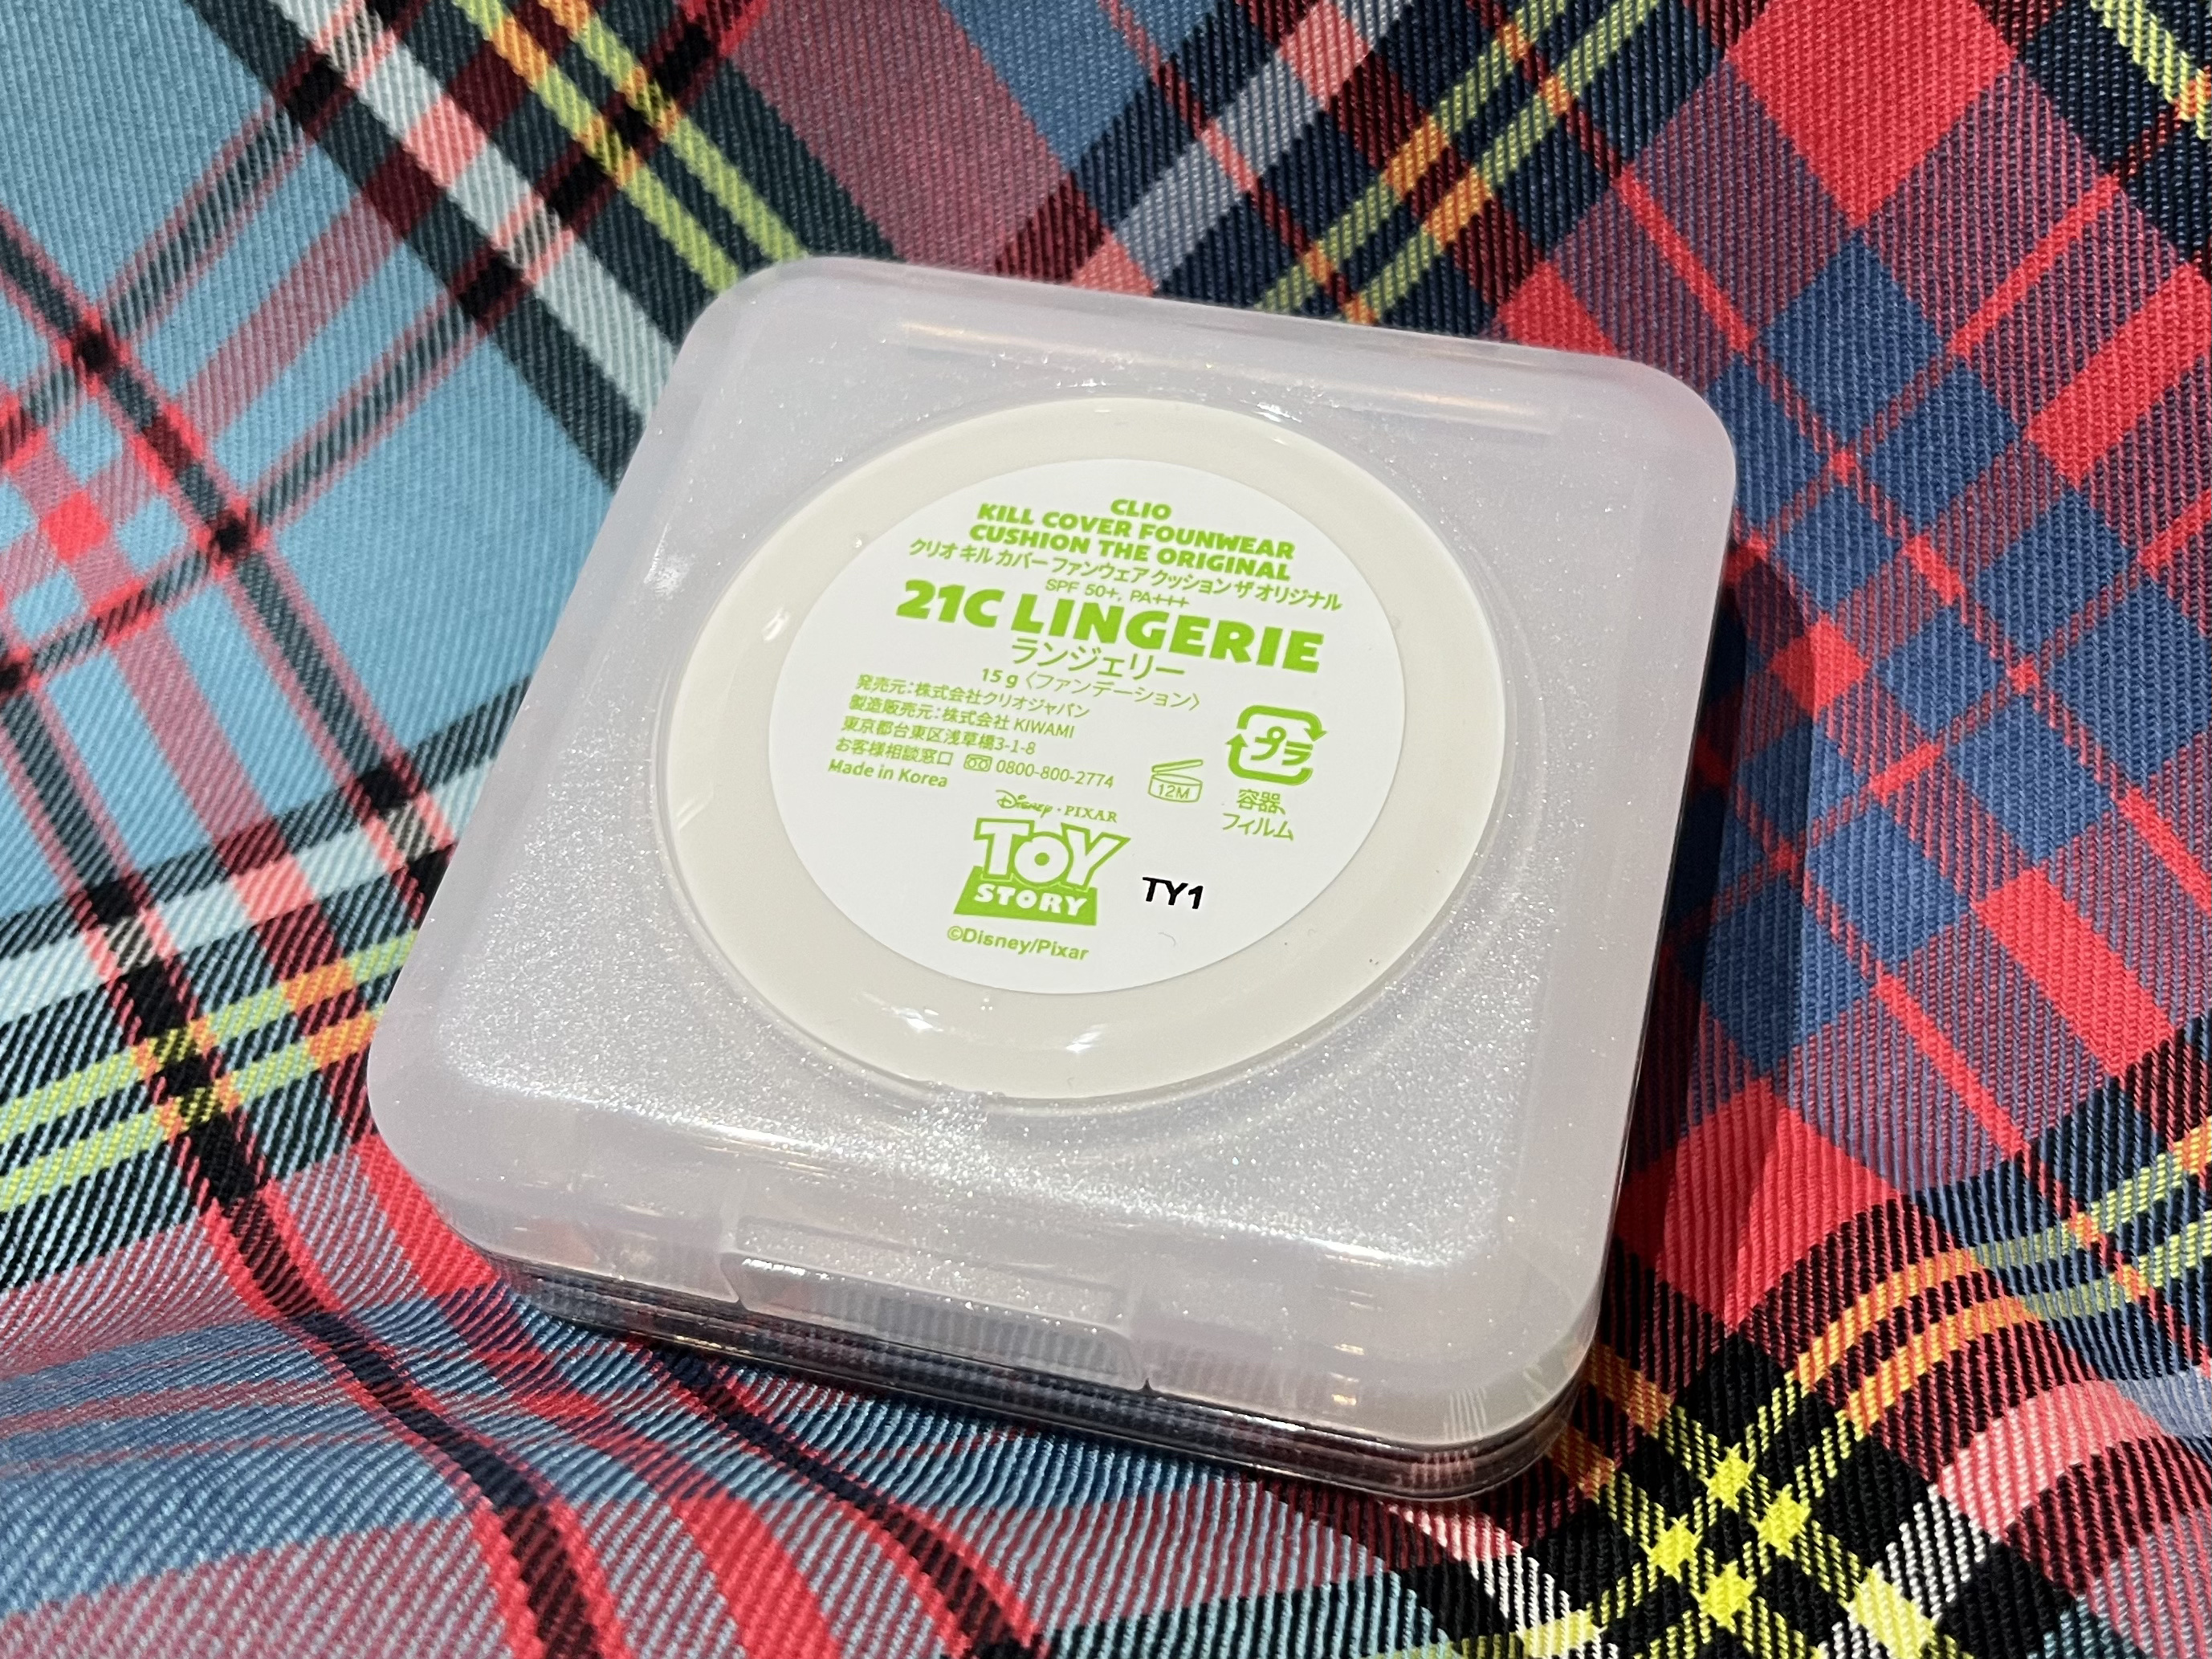 CLIO
KILL COVER FOUNWEAR
CUSHION THE ORIGINAL
クリオ キル カバー ファンウェア クッション ザ オリジナル
SPF 50+, PA+++
21C LINGERIE
ランジェリー
15 g 〈ファンデーション〉
発売元:株式会社クリオジャパン
製造販売元:株式会社 KIWAMI
東京都台東区浅草橋3-1-8
お客様相談窓口 0800-800-2774
Made in Korea
12M
プラ
容器、
フィルム
Disney · PIXAR
TOY
STORY
TY1
©Disney/Pixar